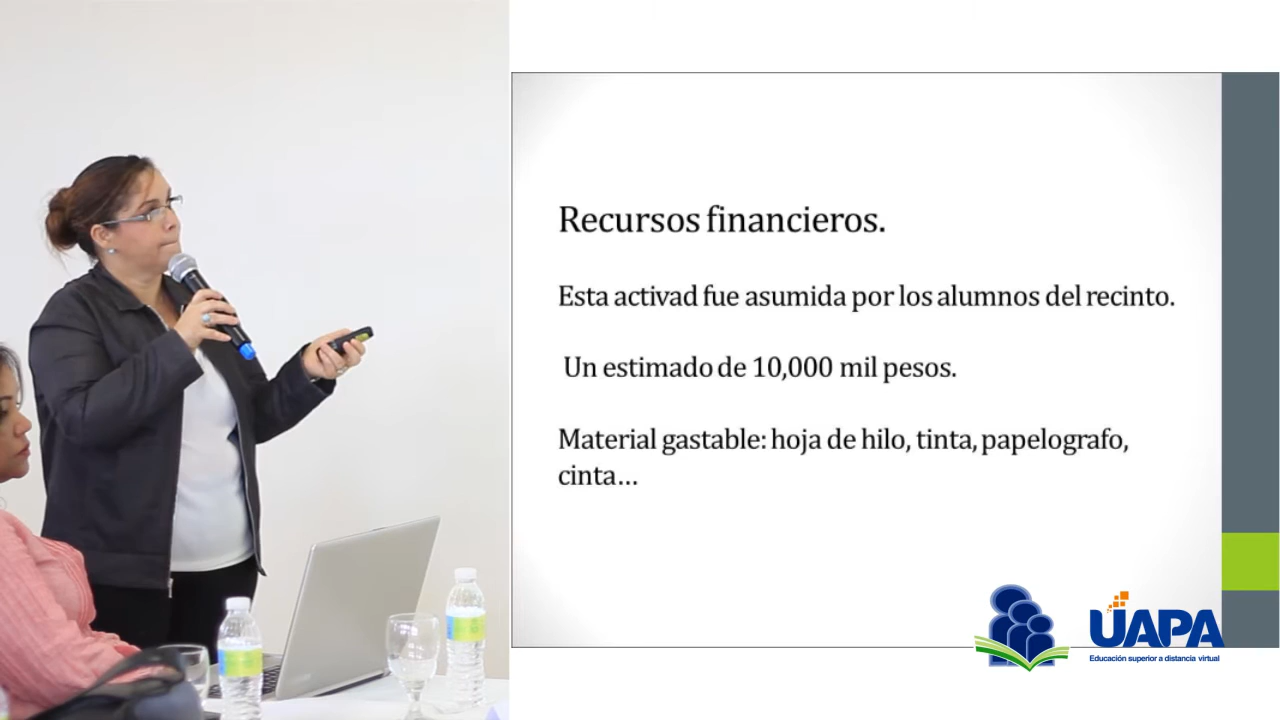 Recursos financieros.
Esta activad fue asumida por los alumnos del recinto.
Un estimado de 10,000 mil pesos.
Material gastable: hoja de hilo, tinta, papelografo,
cinta...
UAPA
Educación superior a distancia virtual